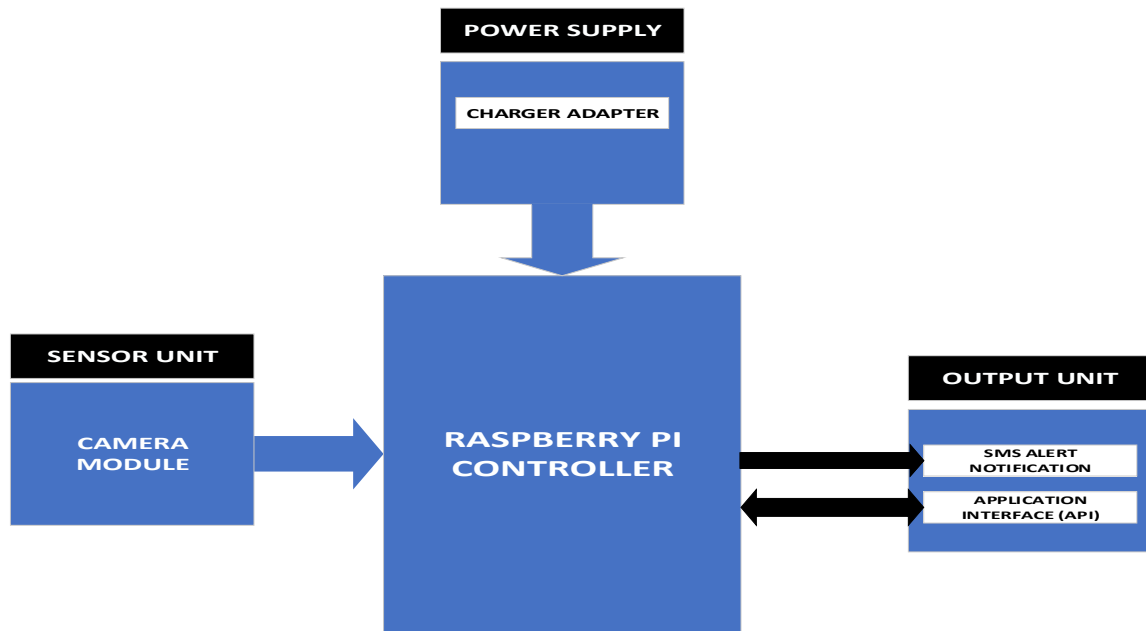 POWER SUPPLY
CHARGER ADAPTER
SENSOR UNIT
CAMERA
MODULE
RASPBERRY PI
CONTROLLER
OUTPUT UNIT
SMS ALERT
NOTIFICATION
APPLICATION
INTERFACE (API)